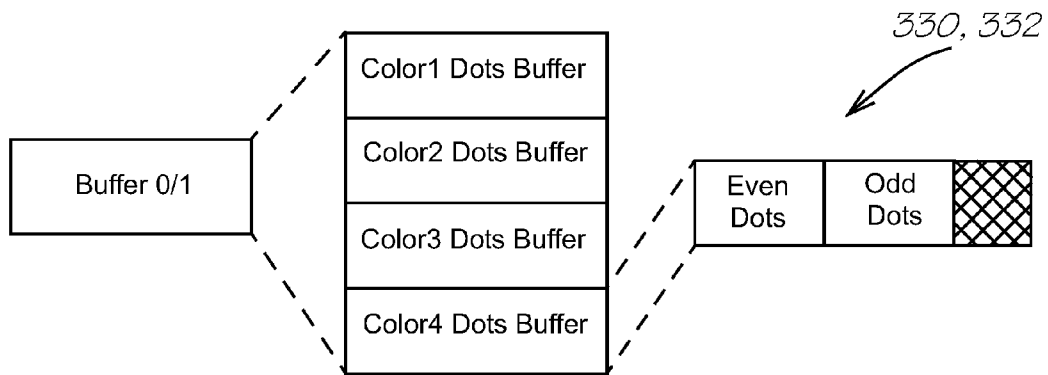 330, 332
Color1 Dots Buffer
Color2 Dots Buffer
Buffer 0/1
Even
Dots
Odd
Dots
Color3 Dots Buffer
Color4 Dots Buffer